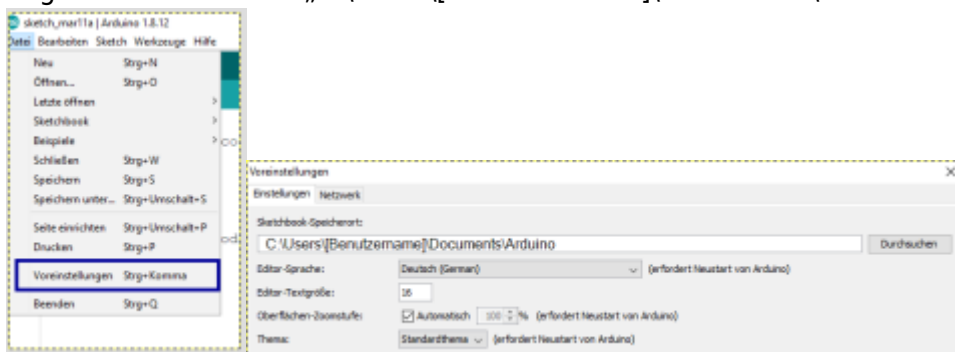 sketch_mar11a | Arduino 1.8.12
Datei Bearbeiten Sketch Werkzeuge Hilfe
Neu Strg+N
Öffnen... Strg+O
Letzte öffnen >
Sketchbook >
Beispiele >
Schließen Strg+W
Speichern Strg+S
Speichern unter... Strg+Umschalt+S
Seite einrichten Strg+Umschalt+P
Drucken Strg+P
Voreinstellungen Strg+Komma
Beenden Strg+Q
Voreinstellungen
Einstellungen Netzwerk
Sketchbook-Speicherort:
C:\Users\[Benutzername]\Documents\Arduino Durchsuchen
Editor-Sprache: Deutsch (German) (erfordert Neustart von Arduino)
Editor-Textgröße: 16
Oberflächen-Zoomstufe: Automatisch 100 % (erfordert Neustart von Arduino)
Thema: Standardthema (erfordert Neustart von Arduino)